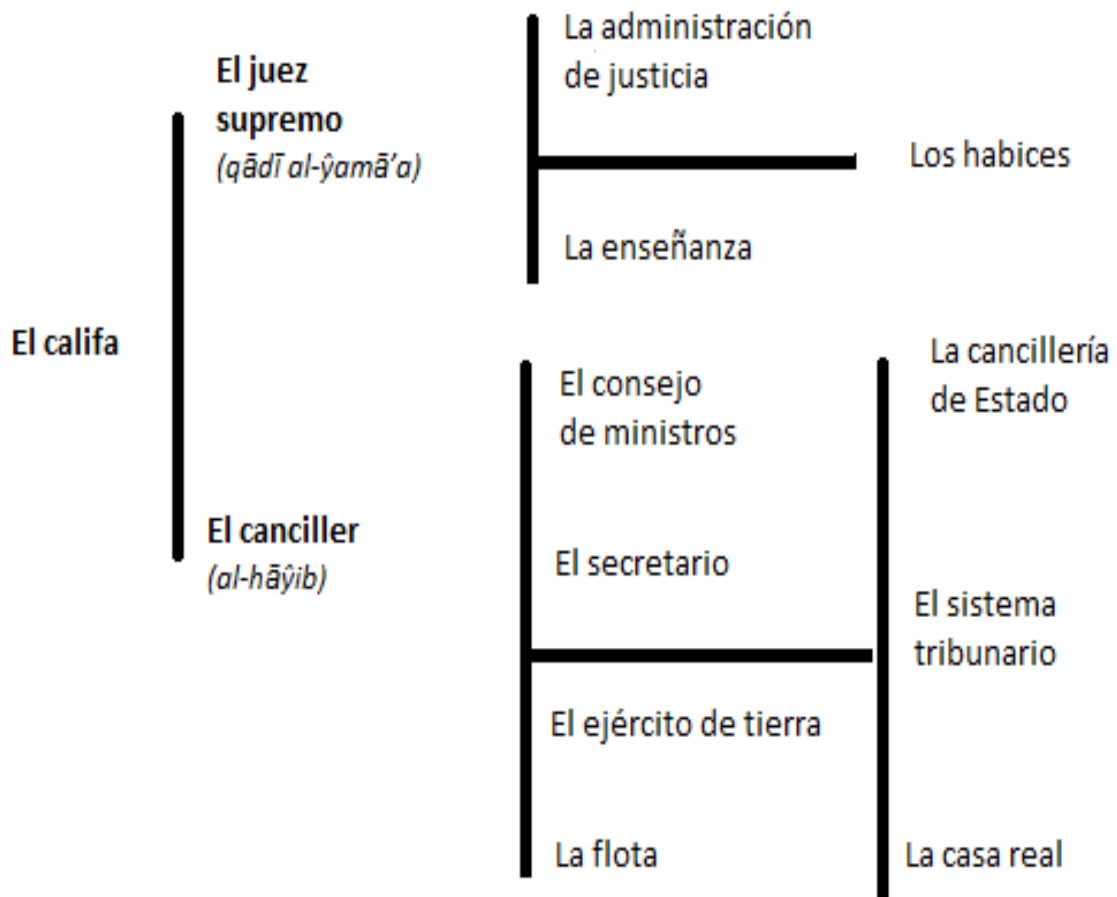 El califa
El juez
supremo
(qādī al-ŷamā'a)
La administración
de justicia
Los habices
La enseñanza
El canciller
(al-hāŷib)
El consejo
de ministros
El secretario
El ejército de tierra
La flota
La cancillería
de Estado
El sistema
tribunario
La casa real